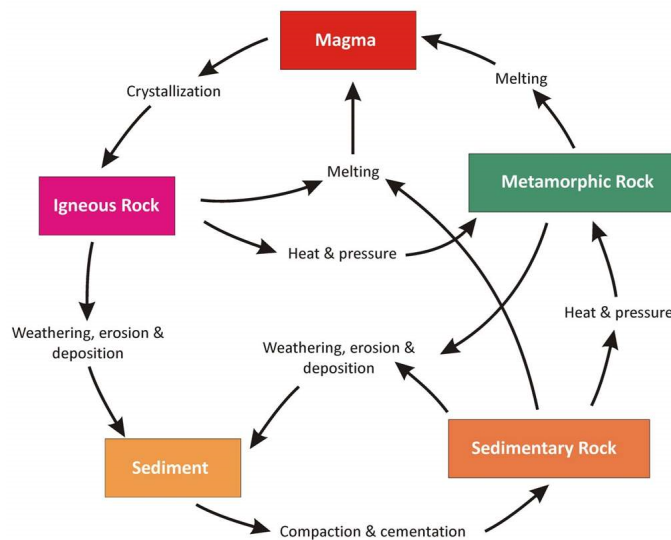 Magma
Crystallization
Melting
Melting
Igneous Rock
Metamorphic Rock
Heat & pressure
Heat & pressure
Weathering, erosion &
deposition
Weathering, erosion &
deposition
Sediment
Sedimentary Rock
Compaction & cementation